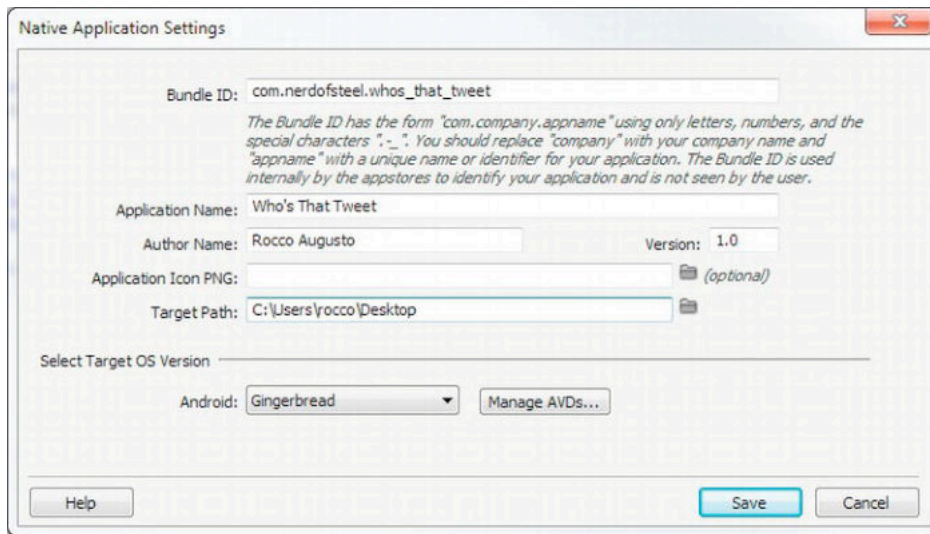 Native Application Settings
Bundle ID: com.nerdofsteel.whos_that_tweet
The Bundle ID has the form "com.company.appname" using only letters, numbers, and the
special characters ".-_". You should replace "company" with your company name and
"appname" with a unique name or identifier for your application. The Bundle ID is used
internally by the appstores to identify your application and is not seen by the user.
Application Name: Who's That Tweet
Author Name: Rocco Augusto Version: 1.0
Application Icon PNG: (optional)
Target Path: C:\Users\rocco\Desktop
Select Target OS Version
Android: Gingerbread Manage AVDs...
Help Save Cancel